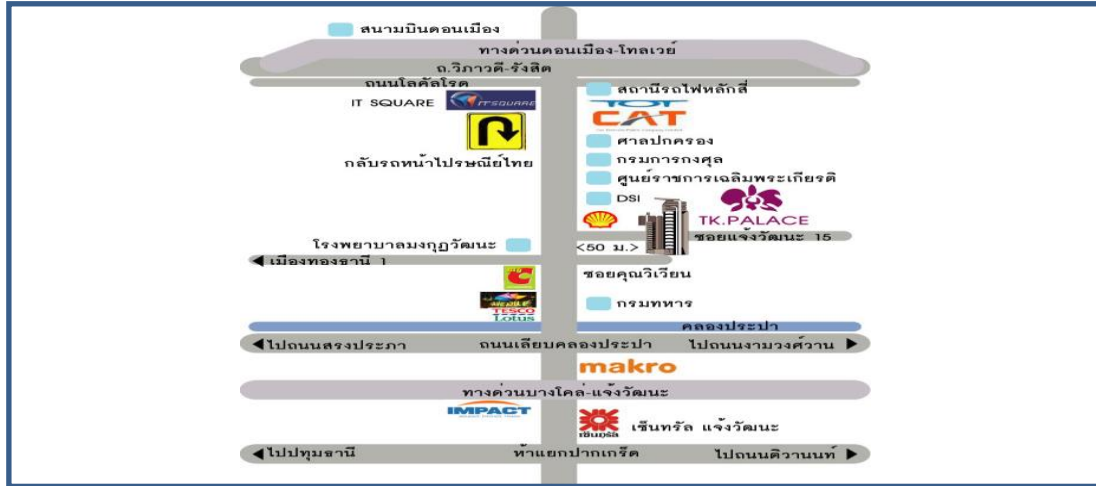 สนามบินดอนเมือง
ทางด่วนดอนเมือง-โทลเวย์
ถ.วิภาวดี-รังสิต
ถนนโลคัลโรด
สถานีรถไฟหลักสี่
IT SQUARE
IT SQUARE
TOT
CAT
ศาลปกครอง
กรมการกงศุล
กลับรถหน้าไปรษณีย์ไทย
ศูนย์ราชการเฉลิมพระเกียรติ
DSI
TK.PALACE
ซอยแจ้งวัฒนะ 15
โรงพยาบาลมงกุฎวัฒนะ
<50 ม.>
เมืองทองธานี 1
ซอยคุณวิเวียน
C
กรมทหาร
TESCO
Lotus
คลองประปา
ไปถนนสรงประภา
ถนนเลียบคลองประปา
ไปถนนงามวงศ์วาน
makro
ทางด่วนบางโคล่-แจ้งวัฒนะ
IMPACT
เซ็นทรัล
เซ็นทรัล แจ้งวัฒนะ
ไปปทุมธานี
ห้าแยกปากเกร็ด
ไปถนนติวานนท์